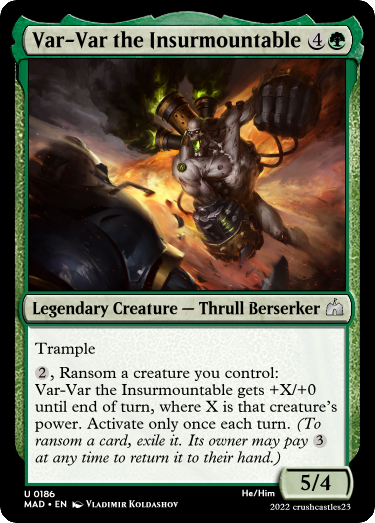 Var-Var the Insurmountable 4
Legendary Creature — Thrull Berserker
Trample
2, Ransom a creature you control:
Var-Var the Insurmountable gets +X/+0
until end of turn, where X is that creature's
power. Activate only once each turn. (To
ransom a card, exile it. Its owner may pay 3
at any time to return it to their hand.)
5/4
U 0186
MAD • EN Vladimir Koldashov
He/Him
2022 crushcastles23